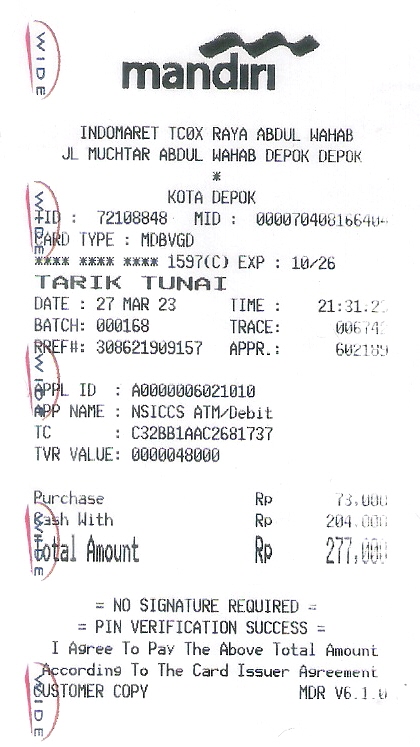 mandiri
INDOMARET TC0X RAYA ABDUL WAHAB
JL MUCHTAR ABDUL WAHAB DEPOK DEPOK
*
KOTA DEPOK
TID : 72108848 MID : 000070408166404
CARD TYPE : MDBVGD
**** **** **** 1597(C) EXP : 10/26
TARIK TUNAI
DATE : 27 MAR 23 TIME : 21:31:2
BATCH: 000168 TRACE: 00674
RREF#: 308621909157 APPR.: 602189
APPL ID : A0000006021010
APP NAME : NSICCS ATM/Debit
TC : C32BB1AAC2681737
TVR VALUE: 0000048000
Purchase Rp 73,000
Cash With Rp 204.000
Total Amount Rp 277,000
= NO SIGNATURE REQUIRED =
= PIN VERIFICATION SUCCESS =
I Agree To Pay The Above Total Amount
According To The Card Issuer Agreement
CUSTOMER COPY MDR V6.1.0
WIDE
WIDE
WIDE
WIDE
WIDE